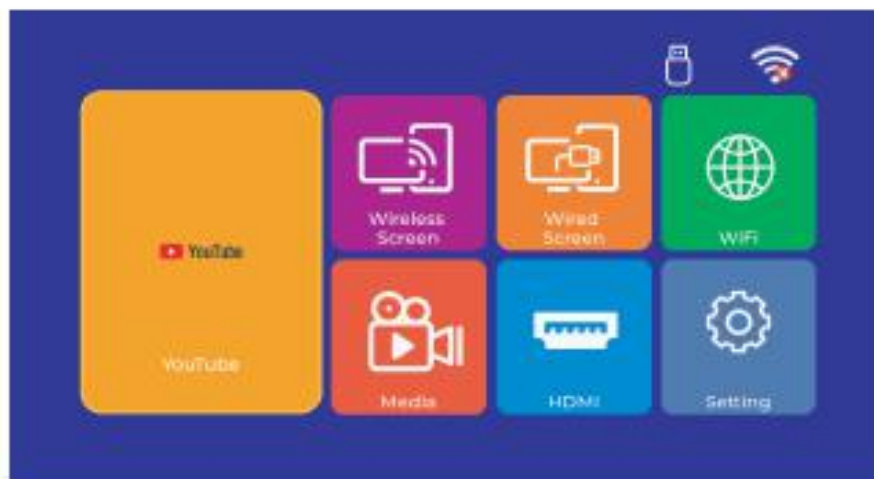 YouTube
YouTube
Wireless
Screen
Wired
Screen
WiFi
Media
HDMI
Setting